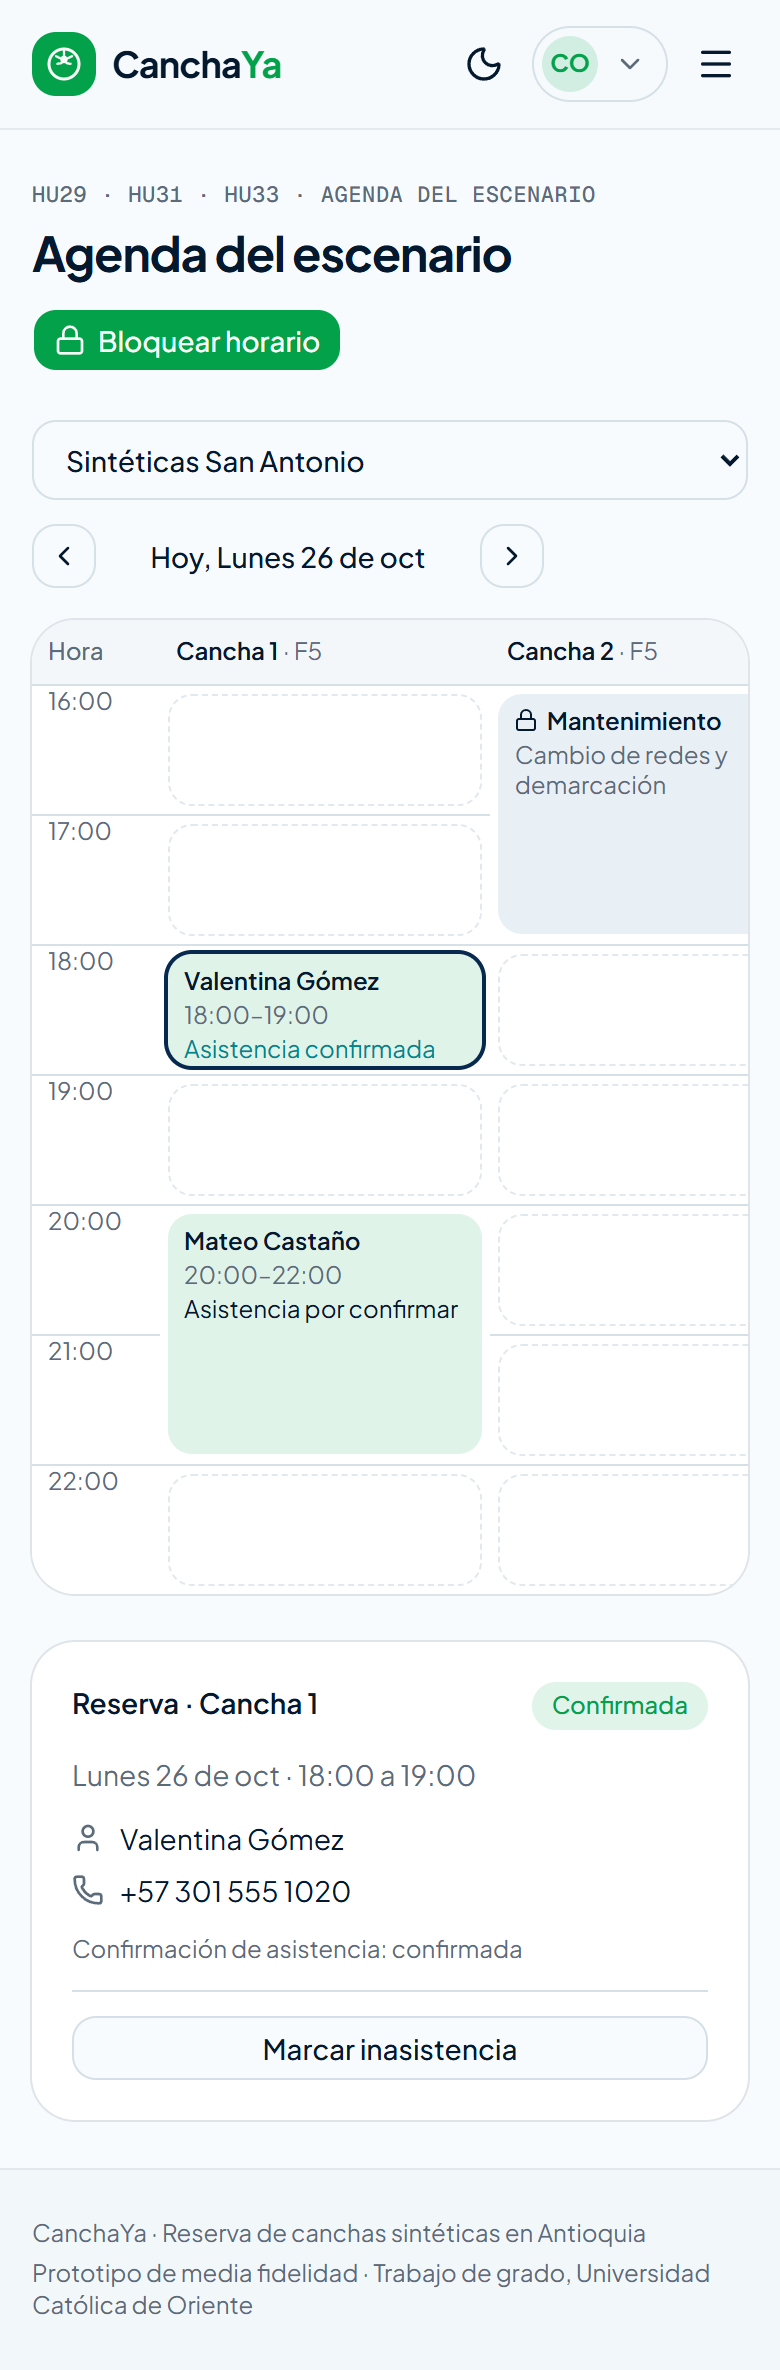 CanchaYa
CO
HU29 · HU31 · HU33 · AGENDA DEL ESCENARIO
Agenda del escenario
Bloquear horario
Sintéticas San Antonio
Hoy, Lunes 26 de oct
Hora
Cancha 1 · F5
Cancha 2 · F5
16:00
Mantenimiento
Cambio de redes y
demarcación
17:00
18:00
Valentina Gómez
18:00–19:00
Asistencia confirmada
19:00
20:00
Mateo Castaño
20:00–22:00
Asistencia por confirmar
21:00
22:00
Reserva · Cancha 1
Confirmada
Lunes 26 de oct · 18:00 a 19:00
Valentina Gómez
+57 301 555 1020
Confirmación de asistencia: confirmada
Marcar inasistencia
CanchaYa · Reserva de canchas sintéticas en Antioquia
Prototipo de media fidelidad · Trabajo de grado, Universidad
Católica de Oriente